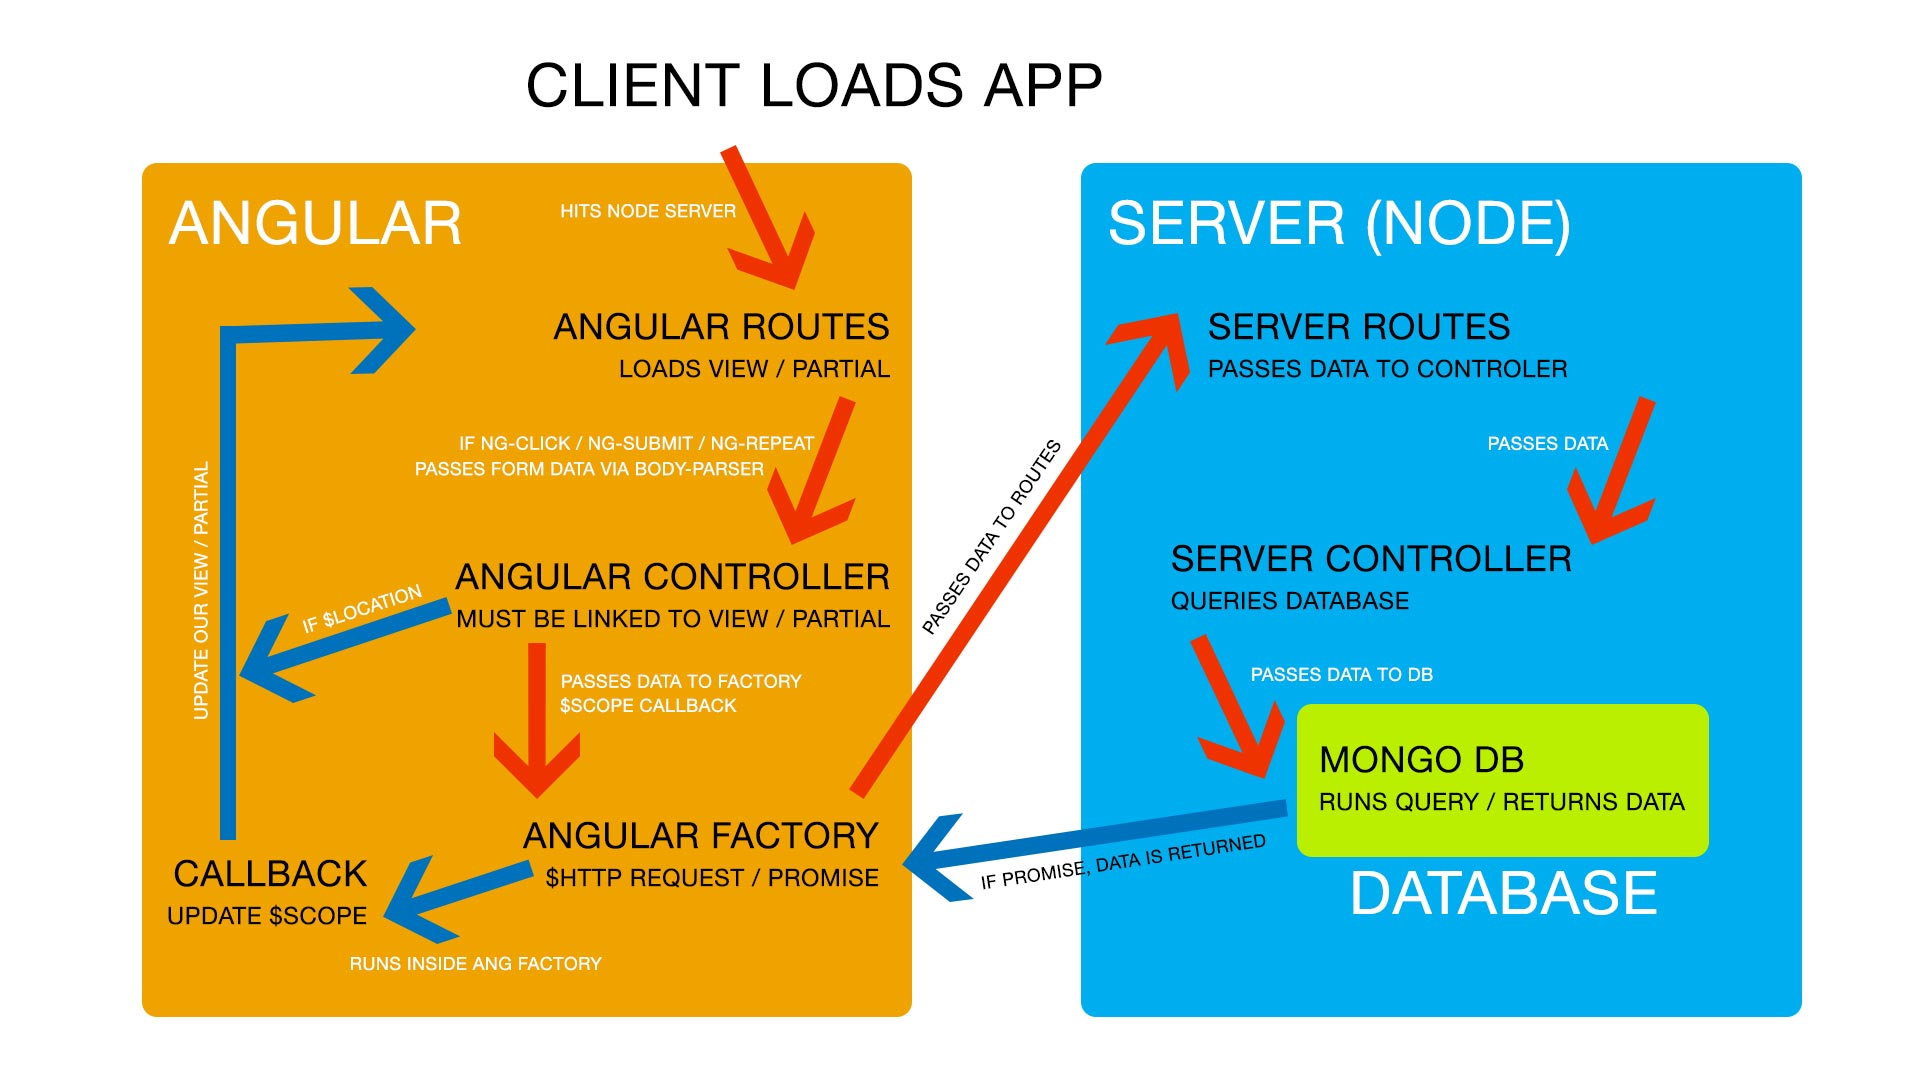 CLIENT LOADS APP
ANGULAR
HITS NODE SERVER
ANGULAR ROUTES
LOADS VIEW / PARTIAL
IF NG-CLICK / NG-SUBMIT / NG-REPEAT
PASSES FORM DATA VIA BODY-PARSER
ANGULAR CONTROLLER
MUST BE LINKED TO VIEW / PARTIAL
IF $LOCATION
UPDATE OUR VIEW / PARTIAL
PASSES DATA TO FACTORY
$SCOPE CALLBACK
ANGULAR FACTORY
$HTTP REQUEST / PROMISE
CALLBACK
UPDATE $SCOPE
RUNS INSIDE ANG FACTORY
PASSES DATA TO ROUTES
SERVER (NODE)
SERVER ROUTES
PASSES DATA TO CONTROLER
PASSES DATA
SERVER CONTROLLER
QUERIES DATABASE
PASSES DATA TO DB
MONGO DB
RUNS QUERY / RETURNS DATA
DATABASE
IF PROMISE, DATA IS RETURNED